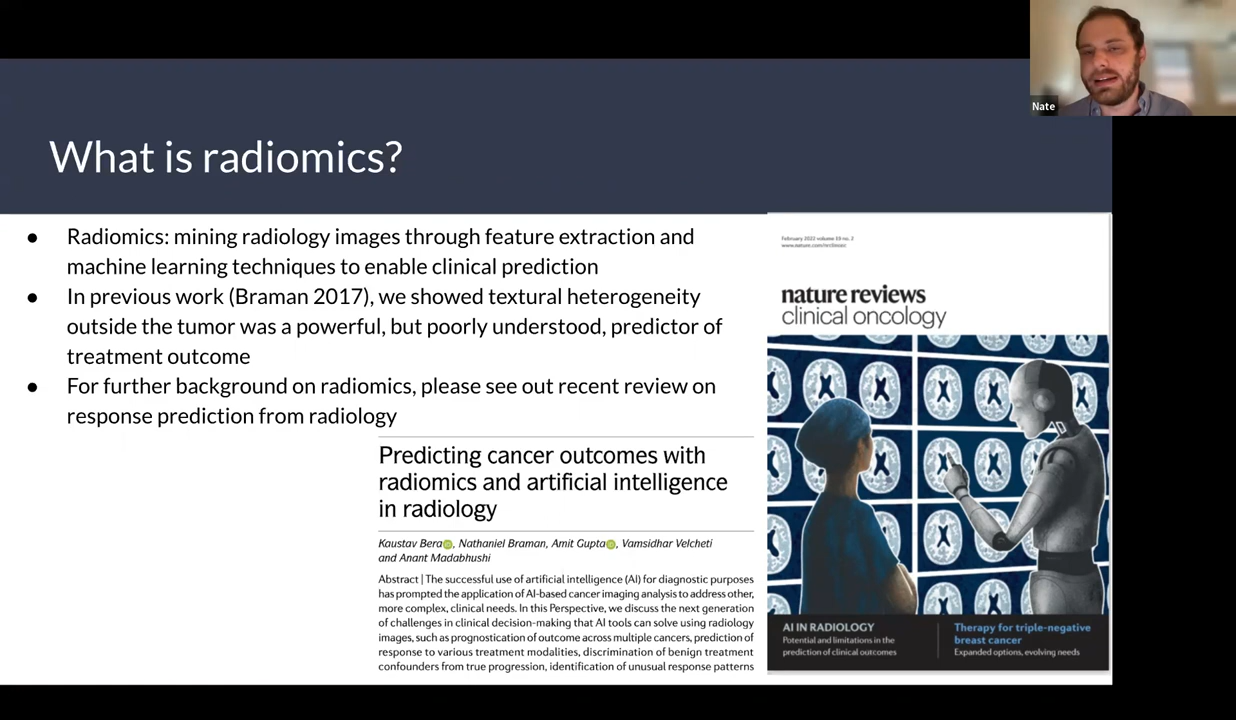 Nate
What is radiomics?
● Radiomics: mining radiology images through feature extraction and
machine learning techniques to enable clinical prediction
● In previous work (Braman 2017), we showed textural heterogeneity
outside the tumor was a powerful, but poorly understood, predictor of
treatment outcome
● For further background on radiomics, please see out recent review on
response prediction from radiology
Predicting cancer outcomes with
radiomics and artificial intelligence
in radiology
Kaustav Bera, Nathaniel Braman, Amit Gupta, Vamsidhar Velcheti
and Anant Madabhushi
Abstract | The successful use of artificial intelligence (AI) for diagnostic purposes
has prompted the application of AI-based cancer imaging analysis to address other,
more complex, clinical needs. In this Perspective, we discuss the next generation
of challenges in clinical decision-making that AI tools can solve using radiology
images, such as prognostication of outcome across multiple cancers, prediction of
response to various treatment modalities, discrimination of benign treatment
confounders from true progression, identification of unusual response patterns
February 2022 volume 19 no. 2
www.nature.com/nrclinonc
nature reviews
clinical oncology
AI IN RADIOLOGY
Potential and limitations in the
prediction of clinical outcomes
Therapy for triple-negative
breast cancer
Expanded options, evolving needs